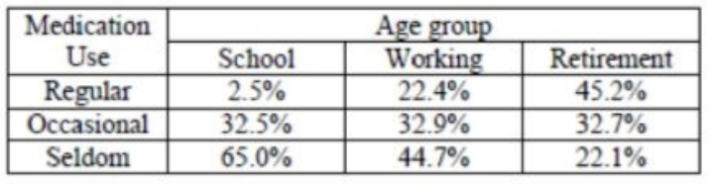 Medication Use Age group
School Working Retirement
Regular 2.5% 22.4% 45.2%
Occasional 32.5% 32.9% 32.7%
Seldom 65.0% 44.7% 22.1%